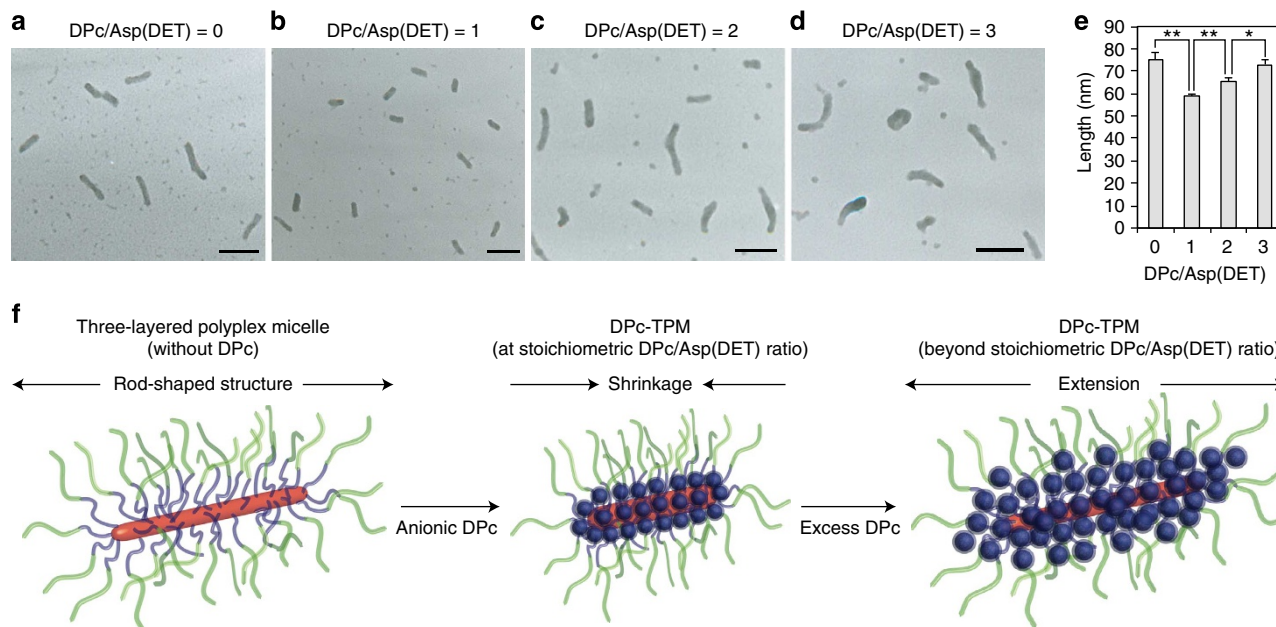 a
DPc/Asp(DET) = 0
b
DPc/Asp(DET) = 1
c
DPc/Asp(DET) = 2
d
DPc/Asp(DET) = 3
e
90
80
70
60
50
40
30
20
10
0
Length (nm)
** ** *
0 1 2 3
DPc/Asp(DET)
f
Three-layered polyplex micelle
(without DPc)
Rod-shaped structure
Anionic DPc
DPc-TPM
(at stoichiometric DPc/Asp(DET) ratio)
Shrinkage
Excess DPc
DPc-TPM
(beyond stoichiometric DPc/Asp(DET) ratio)
Extension